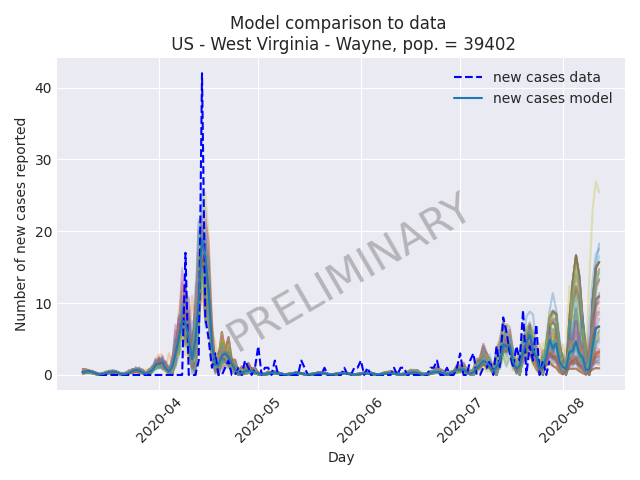 Model comparison to data
US - West Virginia - Wayne, pop. = 39402
new cases data
new cases model
Number of new cases reported
40
30
20
10
0
PRELIMINARY
2020-04
2020-05
2020-06
2020-07
2020-08
Day